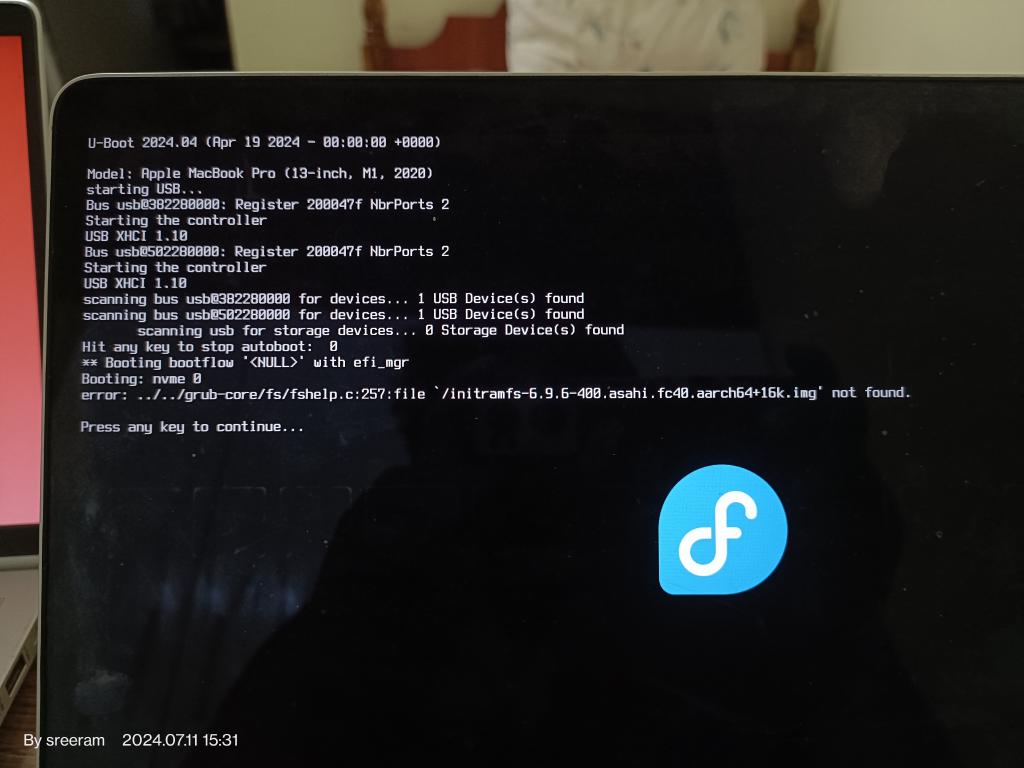 U-Boot 2024.04 (Apr 19 2024 - 00:00:00 +0000)
Model: Apple MacBook Pro (13-inch, M1, 2020)
starting USB...
Bus usb@382280000: Register 200047f NbrPorts 2
Starting the controller
USB XHCI 1.10
Bus usb@502280000: Register 200047f NbrPorts 2
Starting the controller
USB XHCI 1.10
scanning bus usb@382280000 for devices... 1 USB Device(s) found
scanning bus usb@502280000 for devices... 1 USB Device(s) found
scanning usb for storage devices... 0 Storage Device(s) found
Hit any key to stop autoboot:  0
** Booting bootflow '<NULL>' with efi_mgr
Booting: nvme 0
error: ../../grub-core/fs/fshelp.c:257:file `/initramfs-6.9.6-400.asahi.fc40.aarch64+16k.img' not found.
Press any key to continue...
By sreeram 2024.07.11 15:31